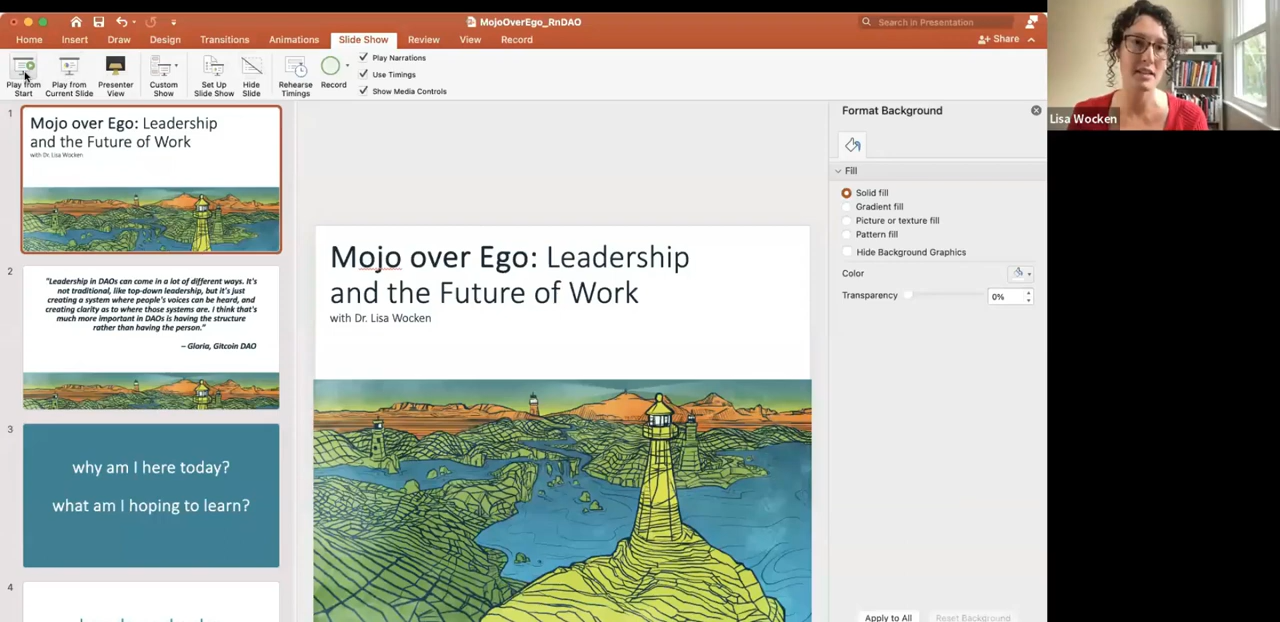 MojoOverEgo_RnDAO
Search in Presentation
Home
Insert
Draw
Design
Transitions
Animations
Slide Show
Review
View
Record
Share
Play from
Start
Play from
Current Slide
Presenter
View
Custom
Show
Set Up
Slide Show
Hide
Slide
Rehearse
Timings
Record
Play Narrations
Use Timings
Show Media Controls
1
Mojo over Ego: Leadership
and the Future of Work
with Dr. Lisa Wocken
2
"Leadership in DAOs can come in a lot of different ways. It's
not traditional, like top-down leadership, but it's just
creating a system where people's voices can be heard, and
creating clarity as to where those systems are. I think that's
much more important in DAOs is having the structure
rather than having the person."
– Gloria, Gitcoin DAO
3
why am I here today?
what am I hoping to learn?
4
Mojo over Ego: Leadership
and the Future of Work
with Dr. Lisa Wocken
Format Background
Fill
Solid fill
Gradient fill
Picture or texture fill
Pattern fill
Hide Background Graphics
Color
Transparency
0%
Apply to All
Reset Background
Lisa Wocken